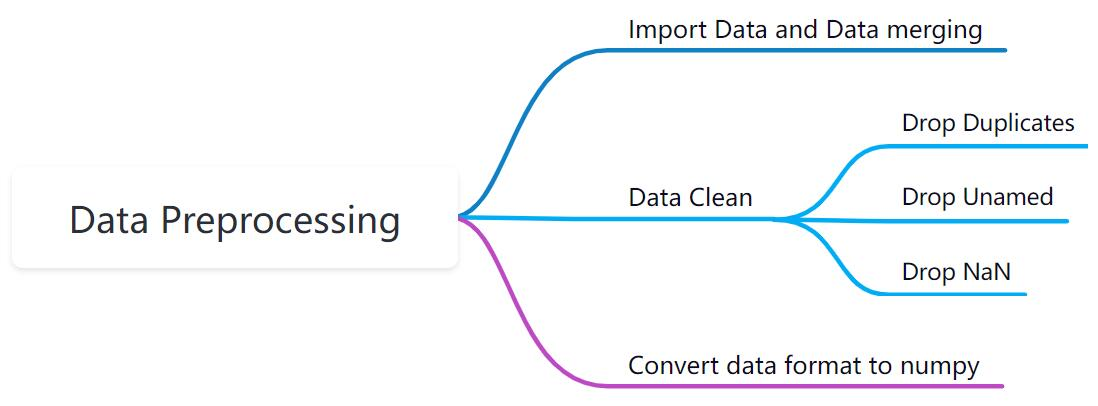 Data Preprocessing
Import Data and Data merging
Data Clean
Drop Duplicates
Drop Unamed
Drop NaN
Convert data format to numpy